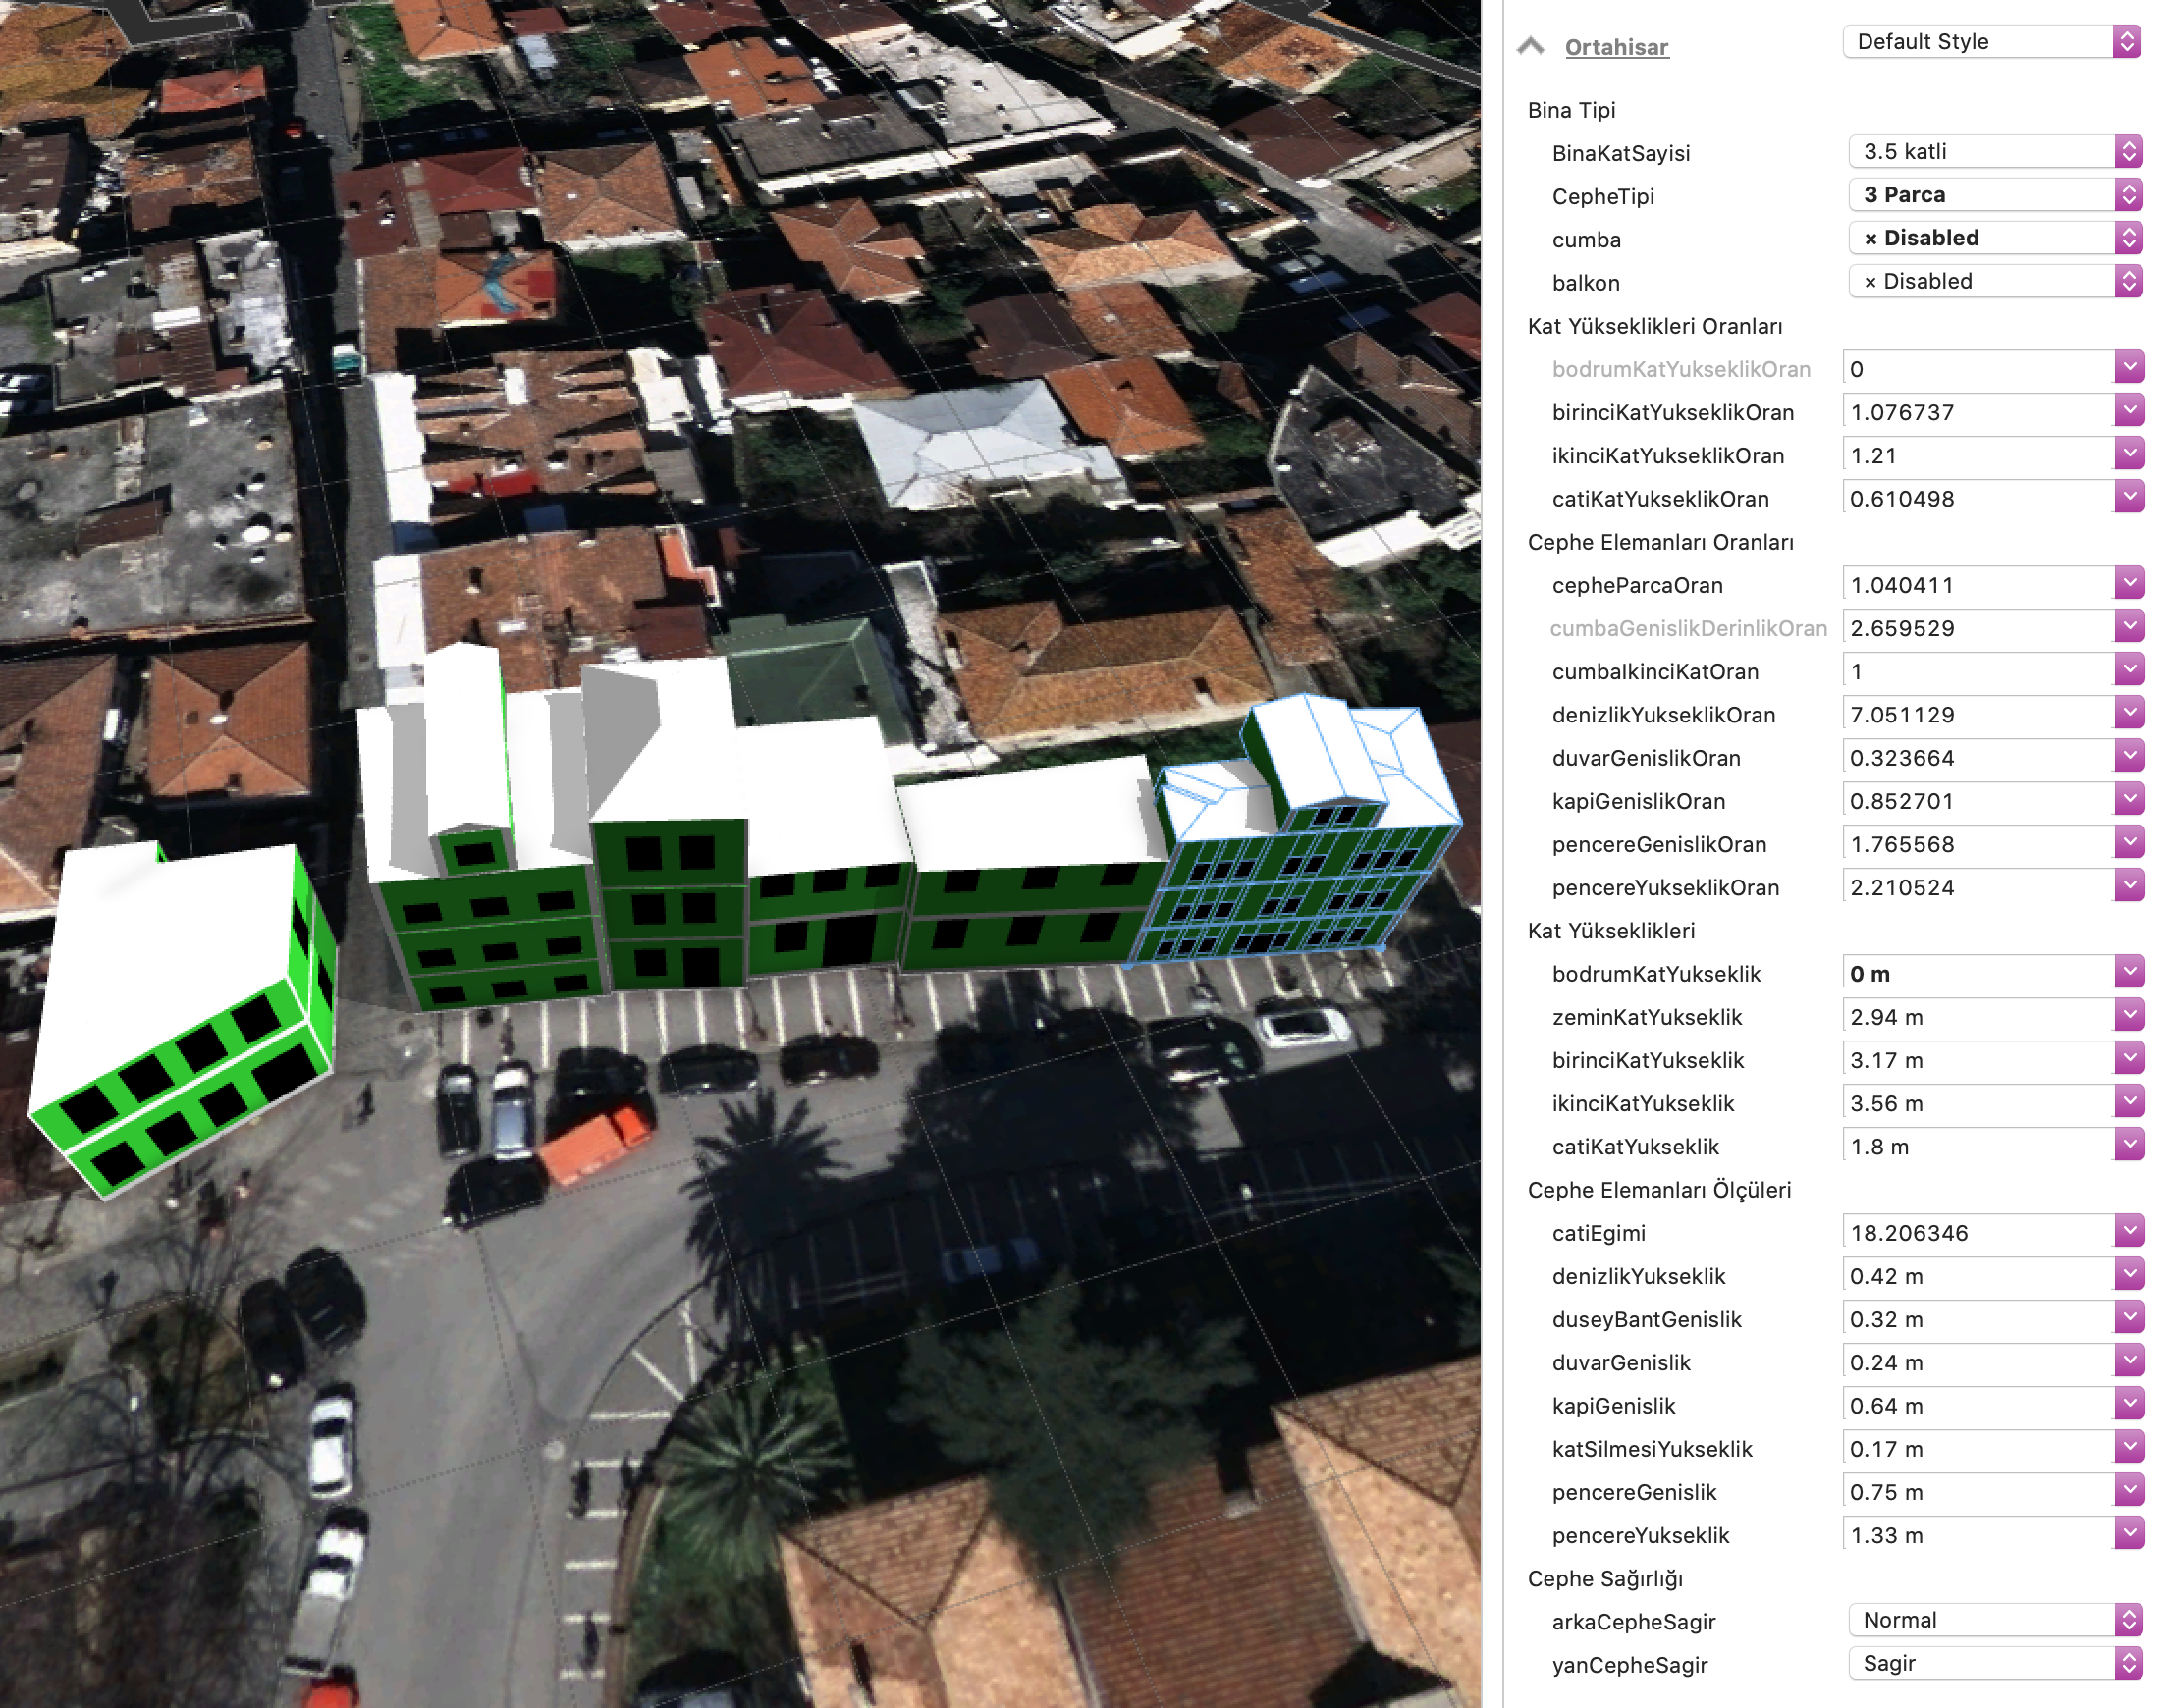 Ortahisar Default Style
Bina Tipi
BinaKatSayisi 3.5 katli
CepheTipi 3 Parca
cumba × Disabled
balkon × Disabled
Kat Yükseklikleri Oranları
bodrumKatYukseklikOran 0
birinciKatYukseklikOran 1.076737
ikinciKatYukseklikOran 1.21
catiKatYukseklikOran 0.610498
Cephe Elemanları Oranları
cepheParcaOran 1.040411
cumbaGenislikDerinlikOran 2.659529
cumbaIkinciKatOran 1
denizlikYukseklikOran 7.051129
duvarGenislikOran 0.323664
kapiGenislikOran 0.852701
pencereGenislikOran 1.765568
pencereYukseklikOran 2.210524
Kat Yükseklikleri
bodrumKatYukseklik 0 m
zeminKatYukseklik 2.94 m
birinciKatYukseklik 3.17 m
ikinciKatYukseklik 3.56 m
catiKatYukseklik 1.8 m
Cephe Elemanları Ölçüleri
catiEgimi 18.206346
denizlikYukseklik 0.42 m
duseyBantGenislik 0.32 m
duvarGenislik 0.24 m
kapiGenislik 0.64 m
katSilmesiYukseklik 0.17 m
pencereGenislik 0.75 m
pencereYukseklik 1.33 m
Cephe Sağırlığı
arkaCepheSagir Normal
yanCepheSagir Sagir